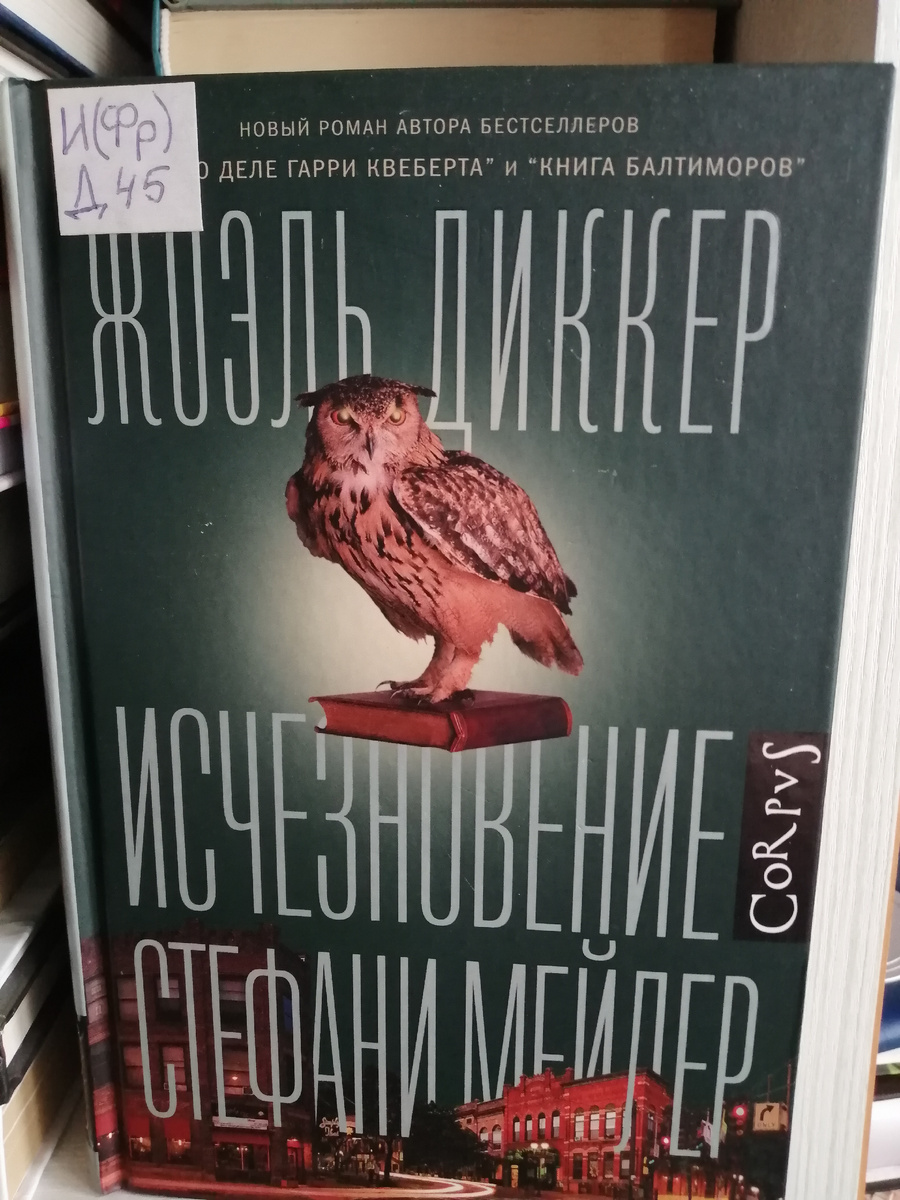 И(Фр)
Д 45
НОВЫЙ РОМАН АВТОРА БЕСТСЕЛЛЕРОВ
О ДЕЛЕ ГАРРИ КВЕБЕРТА" и "КНИГА БАЛТИМОРОВ"
ЖОЭЛЬ ДИККЕР
ИСЧЕЗНОВЕНИЕ
СТЕФАНИ МЕЙЛЕР
CORPVS